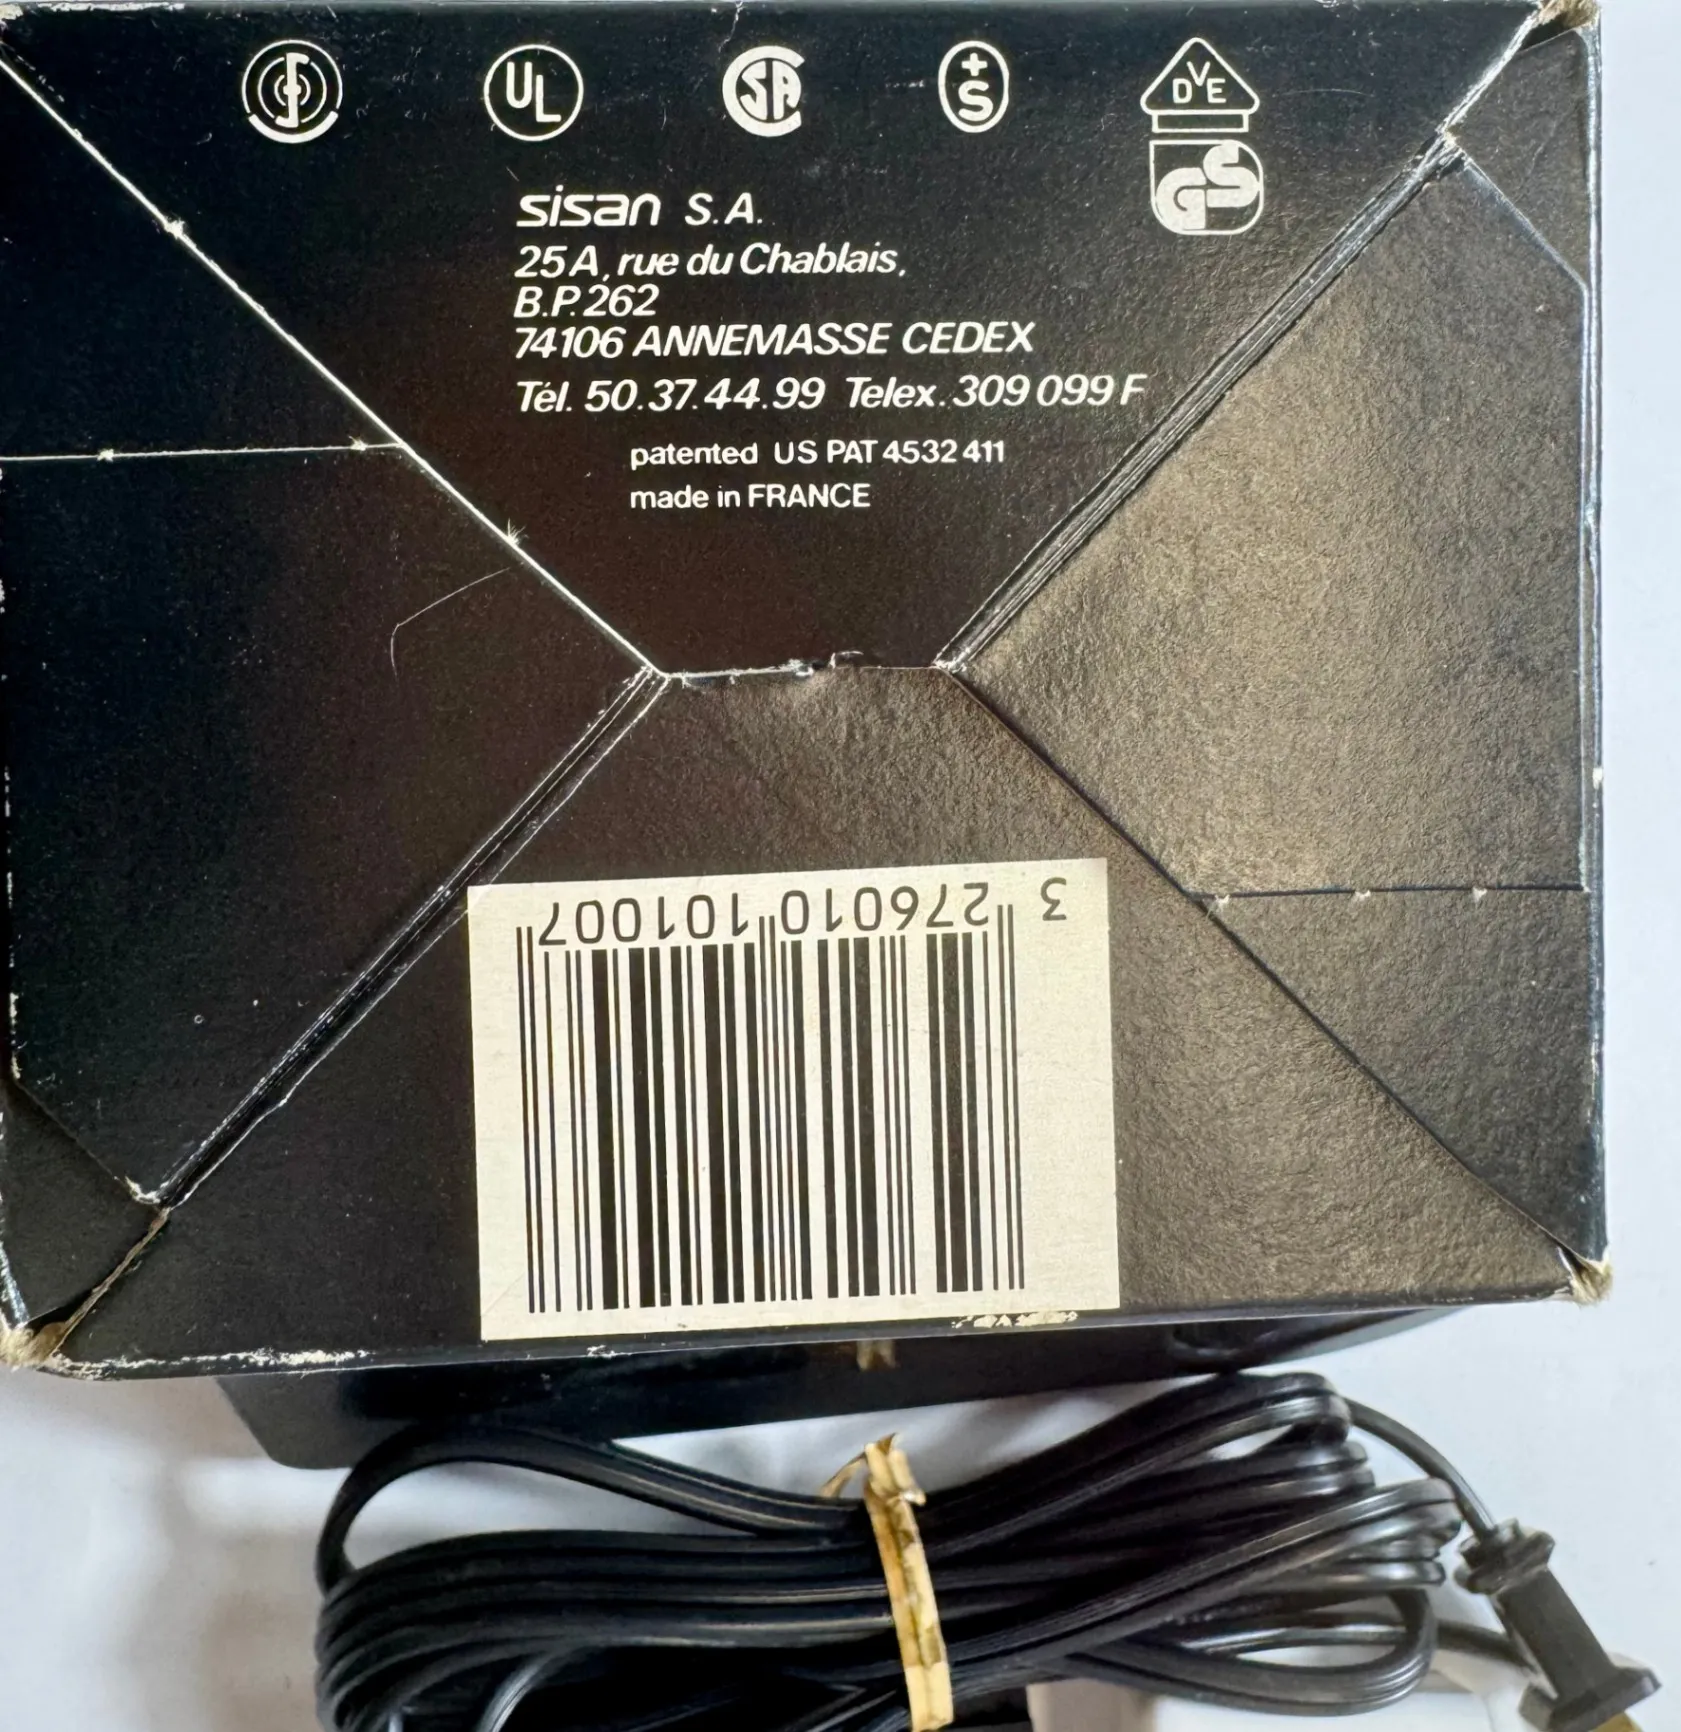 UL
SA
+
S
DVE
GS
sisan S.A.
25 A, rue du Chablais,
B.P. 262
74106 ANNEMASSE CEDEX
Tél. 50.37.44.99 Telex. 309 099 F
patented US PAT 4532 411
made in FRANCE
3 276010 101007